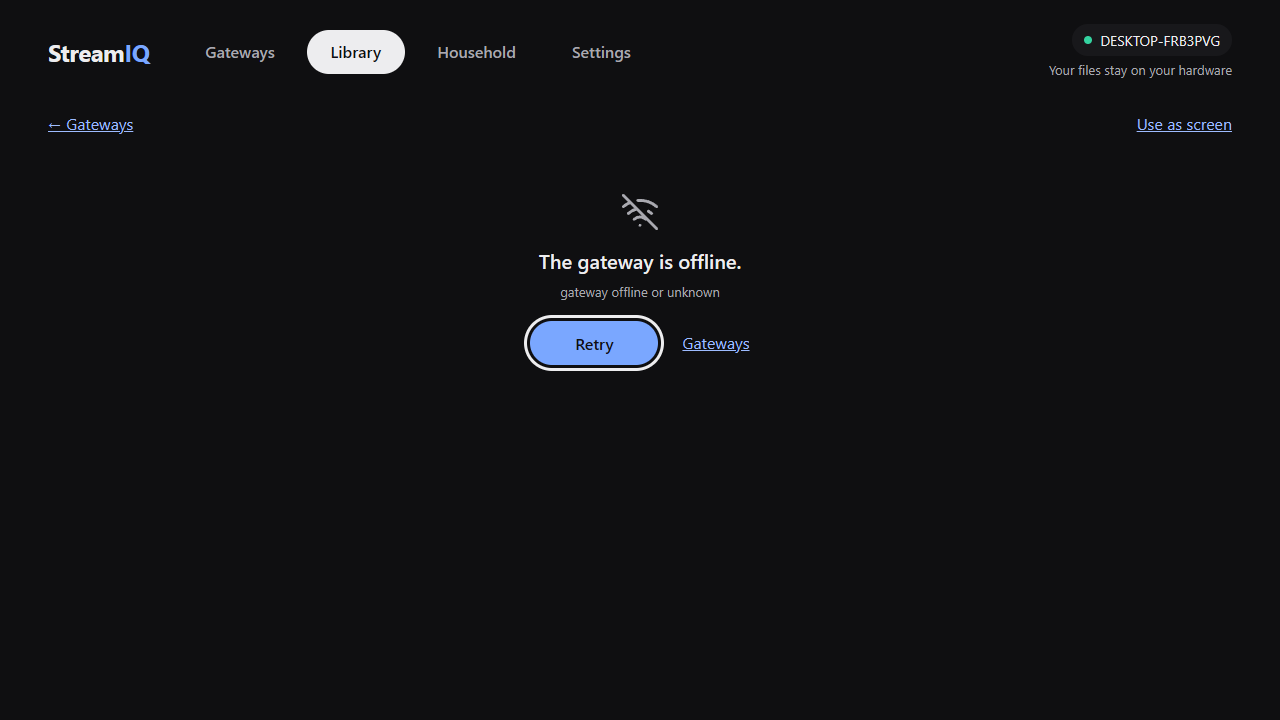 StreamIQ
Gateways
Library
Household
Settings
DESKTOP-FRB3PVG
Your files stay on your hardware
← Gateways
Use as screen
The gateway is offline.
gateway offline or unknown
Retry
Gateways